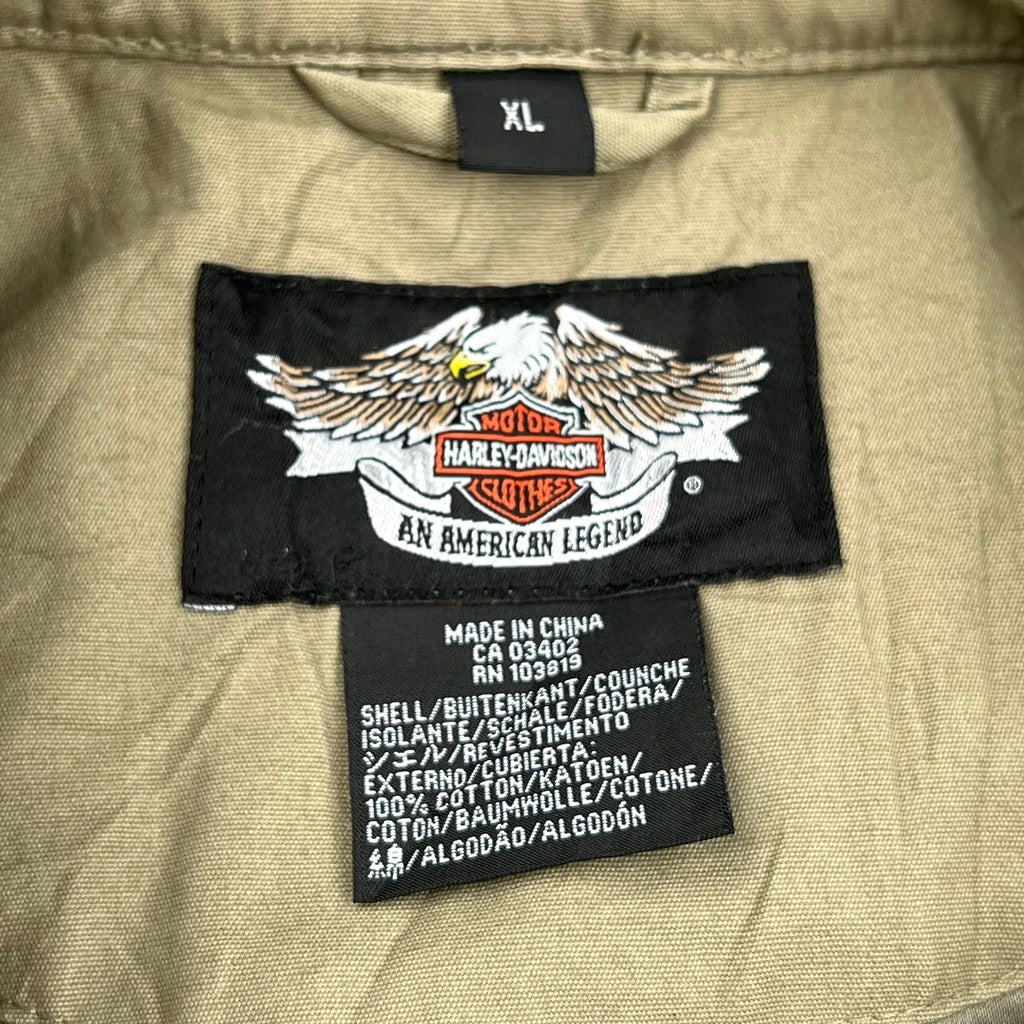 XL
MOTOR
HARLEY-DAVIDSON
CLOTHES
®
AN AMERICAN LEGEND
MADE IN CHINA
CA 03402
RN 103819
SHELL/BUITENKANT/COUNCHE
ISOLANTE/SCHALE/FODERA/
シェル/REVESTIMENTO
EXTERNO/CUBIERTA:
100% COTTON/KATOEN/
COTON/BAUMWOLLE/COTONE/
綿/ALGODÃO/ALGODÓN